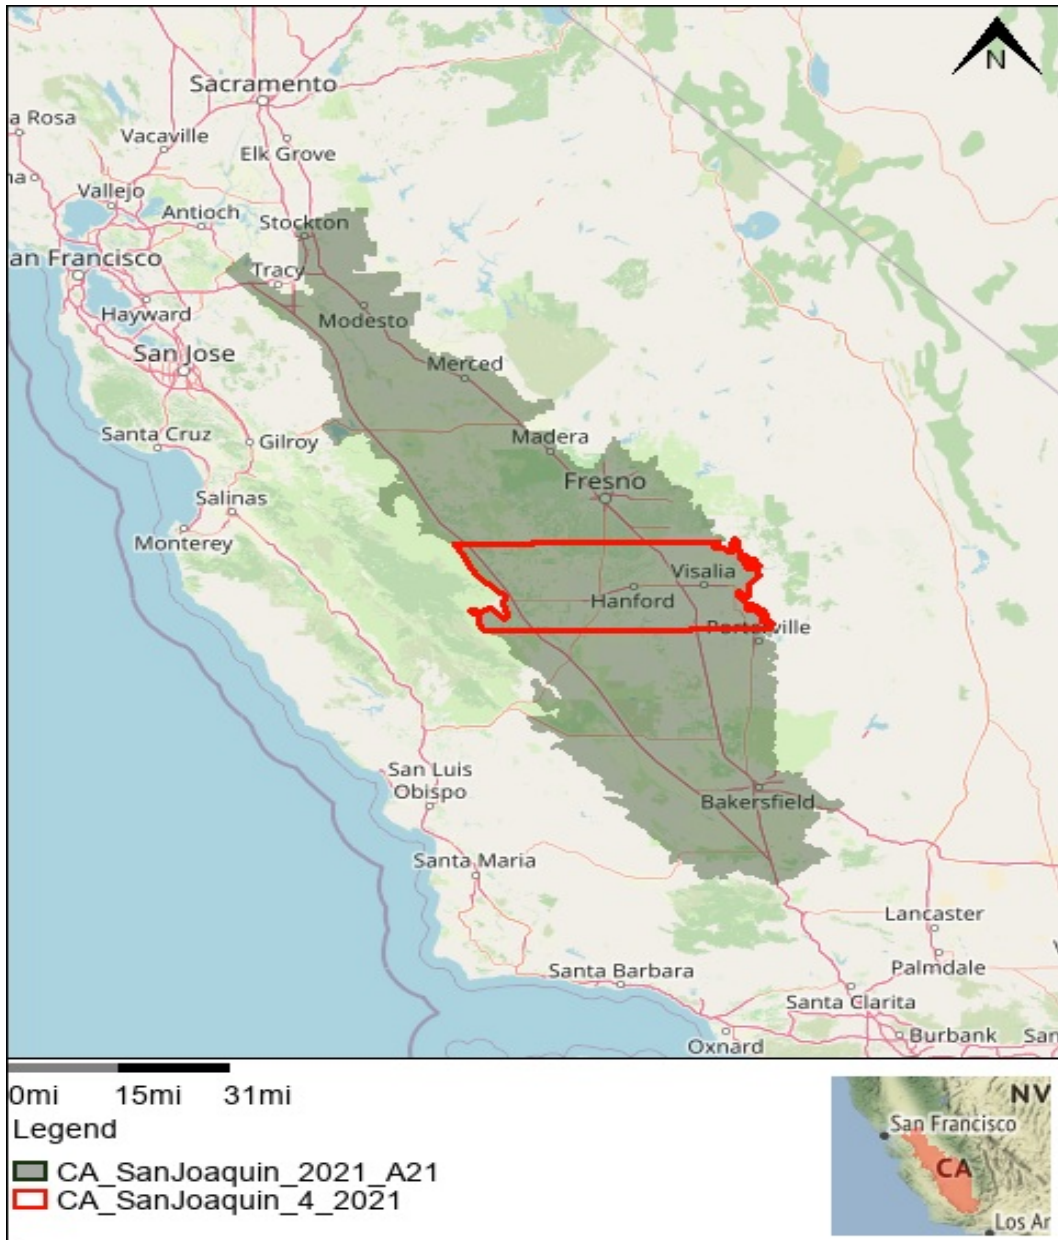 N
Sacramento
a Rosa
Vacaville
Elk Grove
na
Vallejo
Antioch
Stockton
an Francisco
Tracy
Hayward
Modesto
San Jose
Merced
Santa Cruz
Gilroy
Madera
Fresno
Salinas
Monterey
Visalia
Hanford
Porterville
San Luis
Obispo
Bakersfield
Santa Maria
Lancaster
Palmdale
Santa Barbara
Santa Clarita
Burbank
San
Oxnard
0mi 15mi 31mi
Legend
CA_SanJoaquin_2021_A21
CA_SanJoaquin_4_2021
NV
San Francisco
CA
Los An